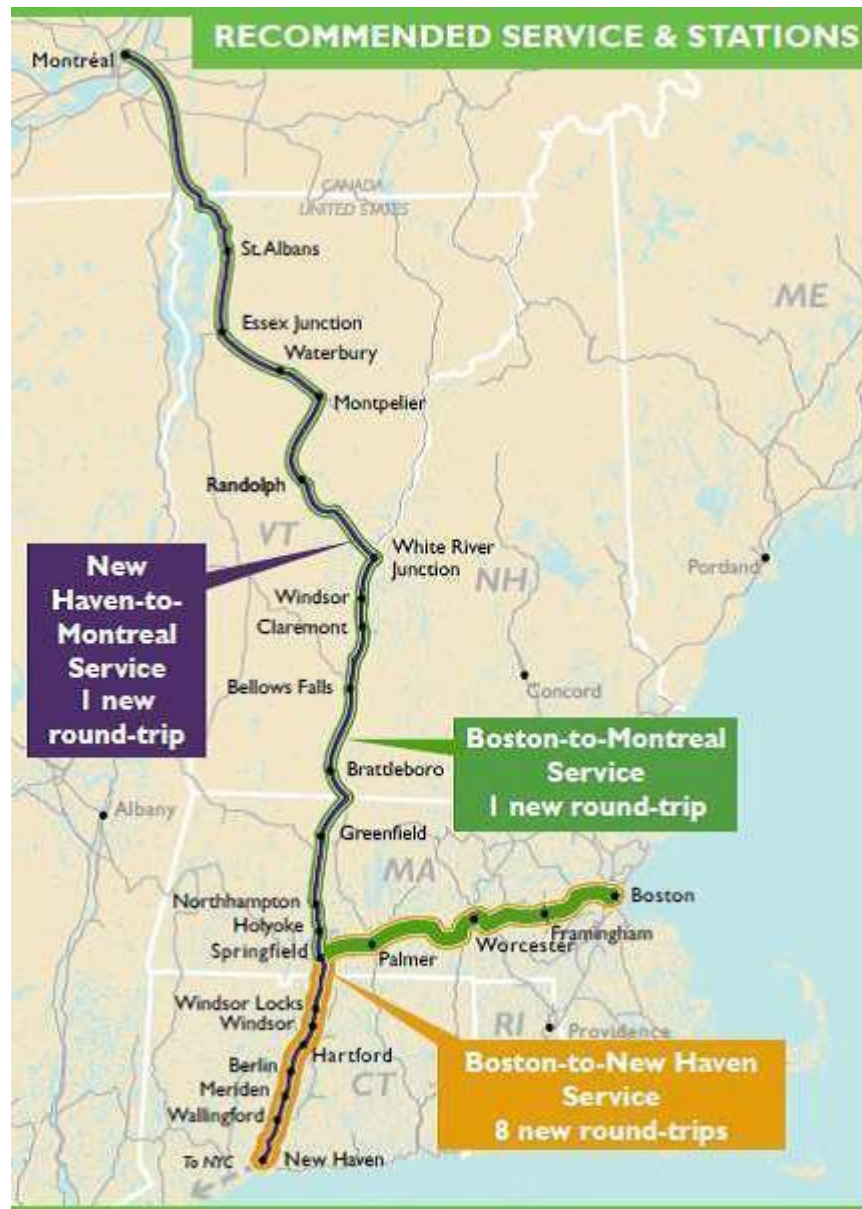 RECOMMENDED SERVICE & STATIONS
Montréal
CANADA
UNITED STATES
St. Albans
ME
Essex Junction
Waterbury
Montpelier
Randolph
VT
White River
Junction
Portland
New
Haven-to-
Montreal
Service
1 new
round-trip
NH
Windsor
Claremont
Bellows Falls
Concord
Boston-to-Montreal
Service
1 new round-trip
Brattleboro
Albany
Greenfield
MA
Northhampton
Holyoke
Springfield
Boston
Framingham
Worcester
Palmer
Windsor Locks
Windsor
RI
Providence
Hartford
Berlin
Meriden
Wallingford
CT
Boston-to-New Haven
Service
8 new round-trips
To NYC
New Haven